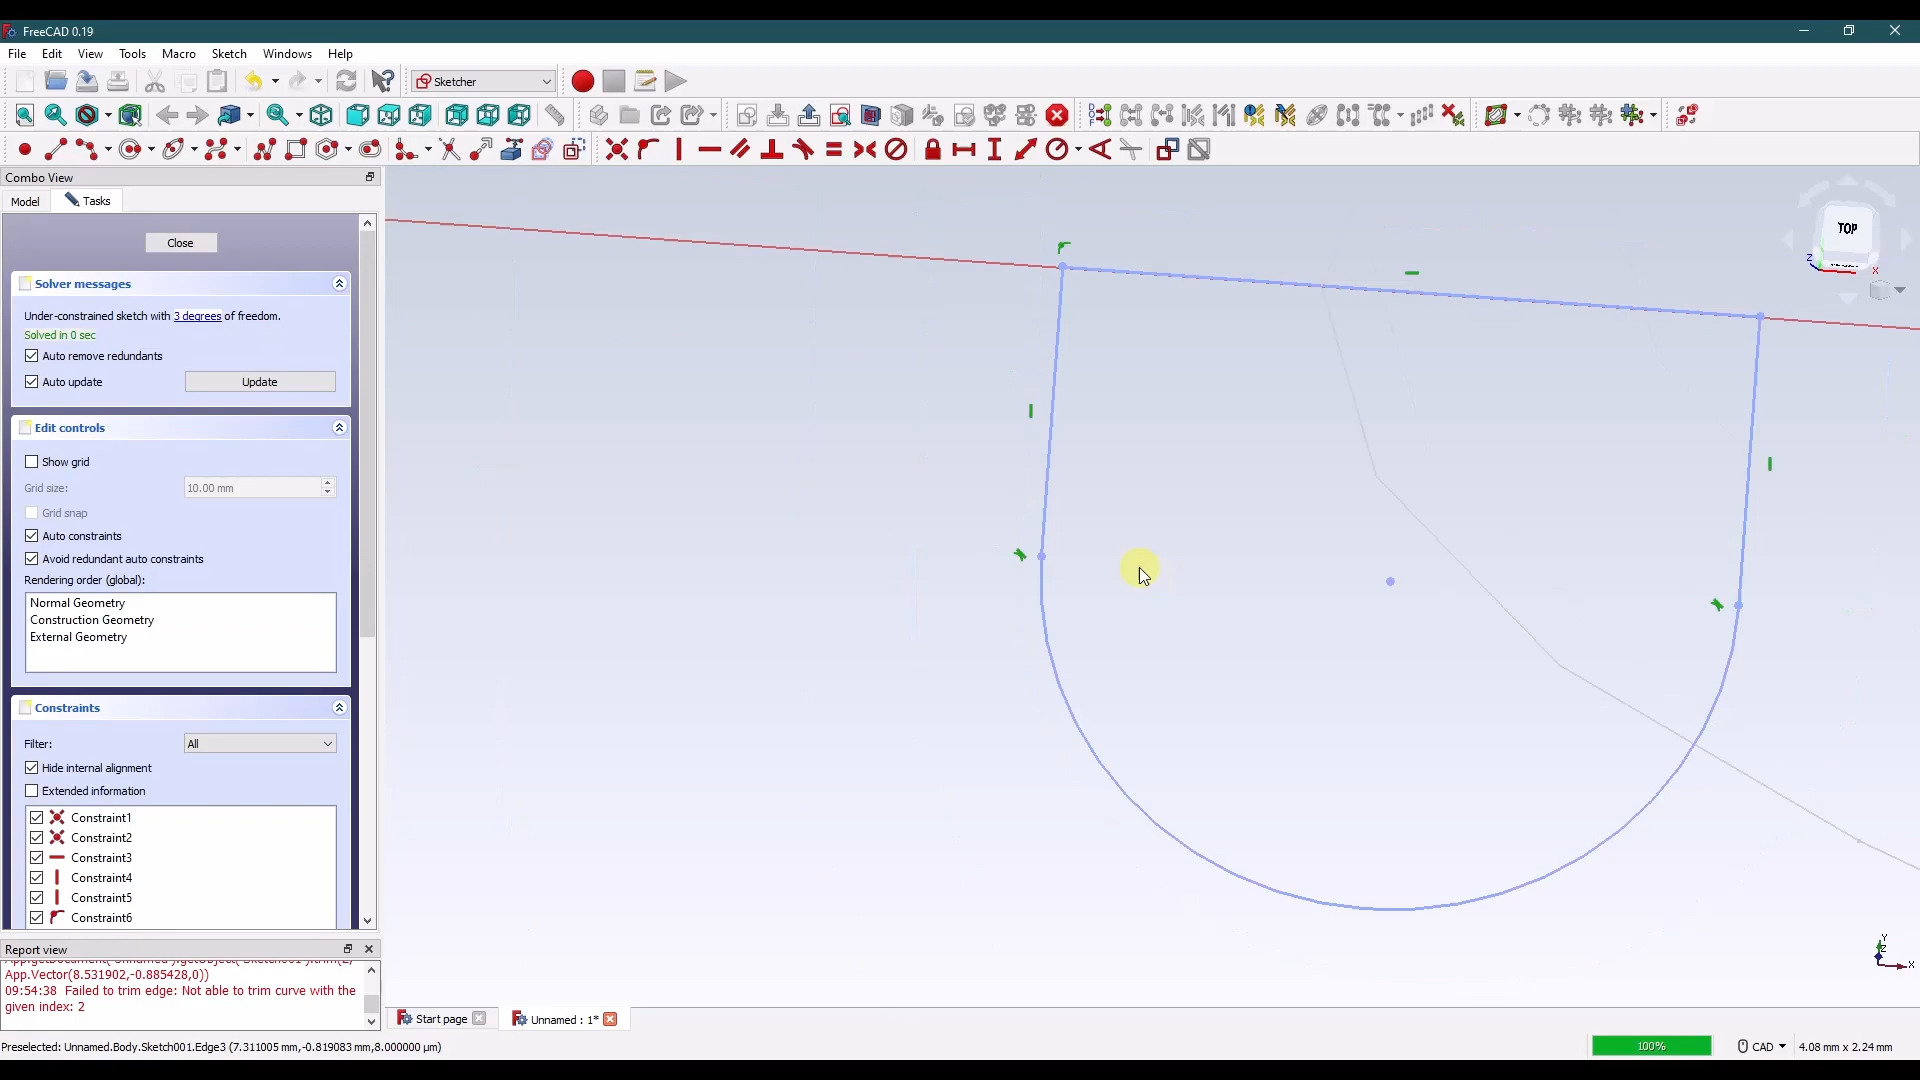 FreeCAD 0.19
File Edit View Tools Macro Sketch Windows Help
Sketcher
Combo View
Model Tasks
Close
Solver messages
Under-constrained sketch with 3 degrees of freedom.
Solved in 0 sec
Auto remove redundants
Auto update Update
Edit controls
Show grid
Grid size: 10.00 mm
Grid snap
Auto constraints
Avoid redundant auto constraints
Rendering order (global):
Normal Geometry
Construction Geometry
External Geometry
Constraints
Filter: All
Hide internal alignment
Extended information
Constraint1
Constraint2
Constraint3
Constraint4
Constraint5
Constraint6
TOP
Z X
Y
Z
X
Report view
App.Vector(8.531902,-0.885428,0))
09:54:38 Failed to trim edge: Not able to trim curve with the
given index: 2
Start page Unnamed : 1*
Preselected: Unnamed.Body.Sketch001.Edge3 (7.311005 mm,-0.819083 mm,8.000000 µm) 100% CAD 4.08 mm x 2.24 mm